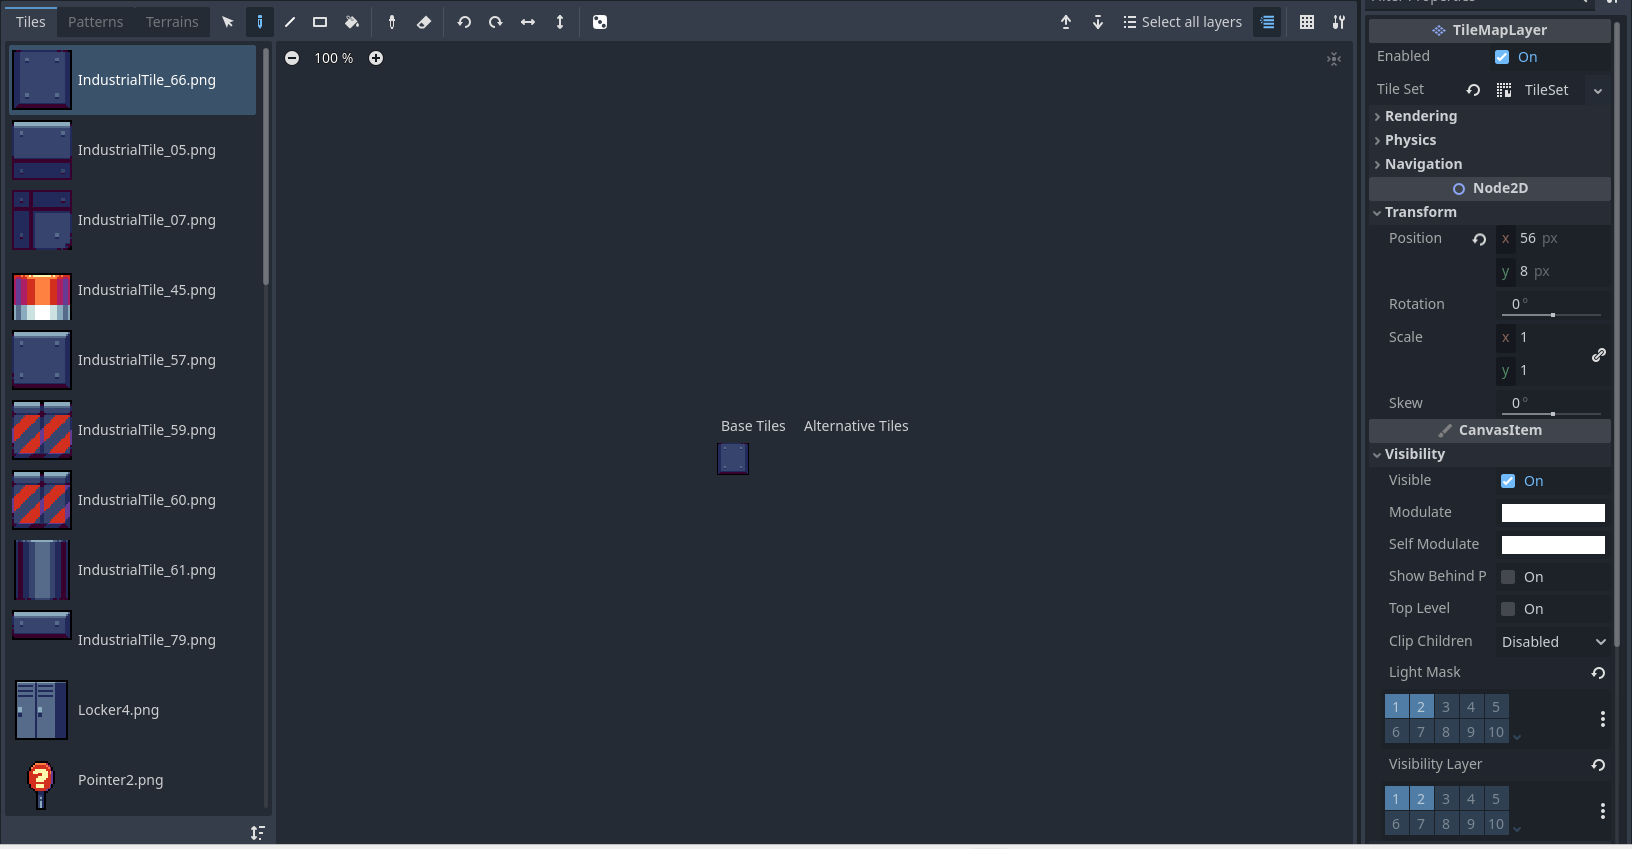 Tiles Patterns Terrains Select all layers
100 %
IndustrialTile_66.png
IndustrialTile_05.png
IndustrialTile_07.png
IndustrialTile_45.png
IndustrialTile_57.png
IndustrialTile_59.png
IndustrialTile_60.png
IndustrialTile_61.png
IndustrialTile_79.png
Locker4.png
Pointer2.png
?
Base Tiles Alternative Tiles
TileMapLayer
Enabled On
Tile Set TileSet
Rendering
Physics
Navigation
Node2D
Transform
Position x 56 px
y 8 px
Rotation 0 °
Scale x 1
y 1
Skew 0 °
CanvasItem
Visibility
Visible On
Modulate
Self Modulate
Show Behind P On
Top Level On
Clip Children Disabled
Light Mask
1 2 3 4 5
6 7 8 9 10
Visibility Layer
1 2 3 4 5
6 7 8 9 10